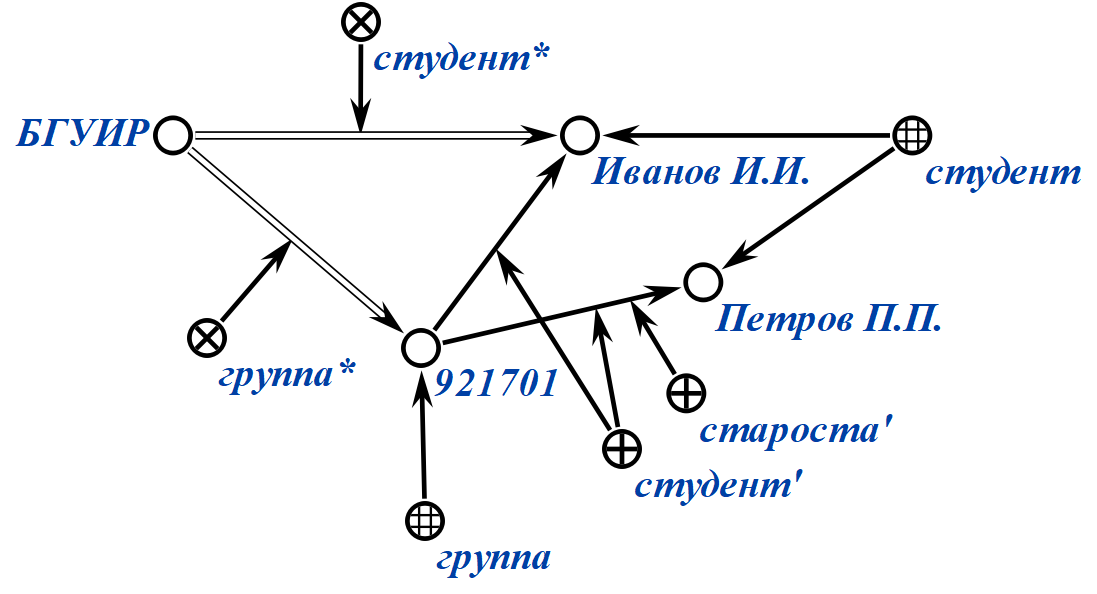 студент*
БГУИР
Иванов И.И.
студент
Петров П.П.
группа*
921701
староста'
студент'
группа